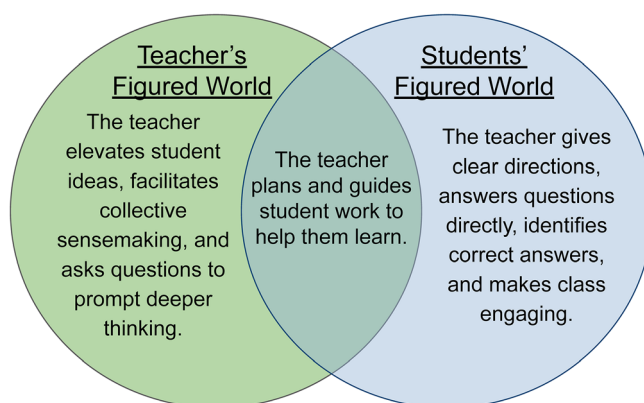 Teacher's
Figured World
The teacher
elevates student
ideas, facilitates
collective
sensemaking, and
asks questions to
prompt deeper
thinking.
The teacher
plans and guides
student work to
help them learn.
Students'
Figured World
The teacher gives
clear directions,
answers questions
directly, identifies
correct answers,
and makes class
engaging.